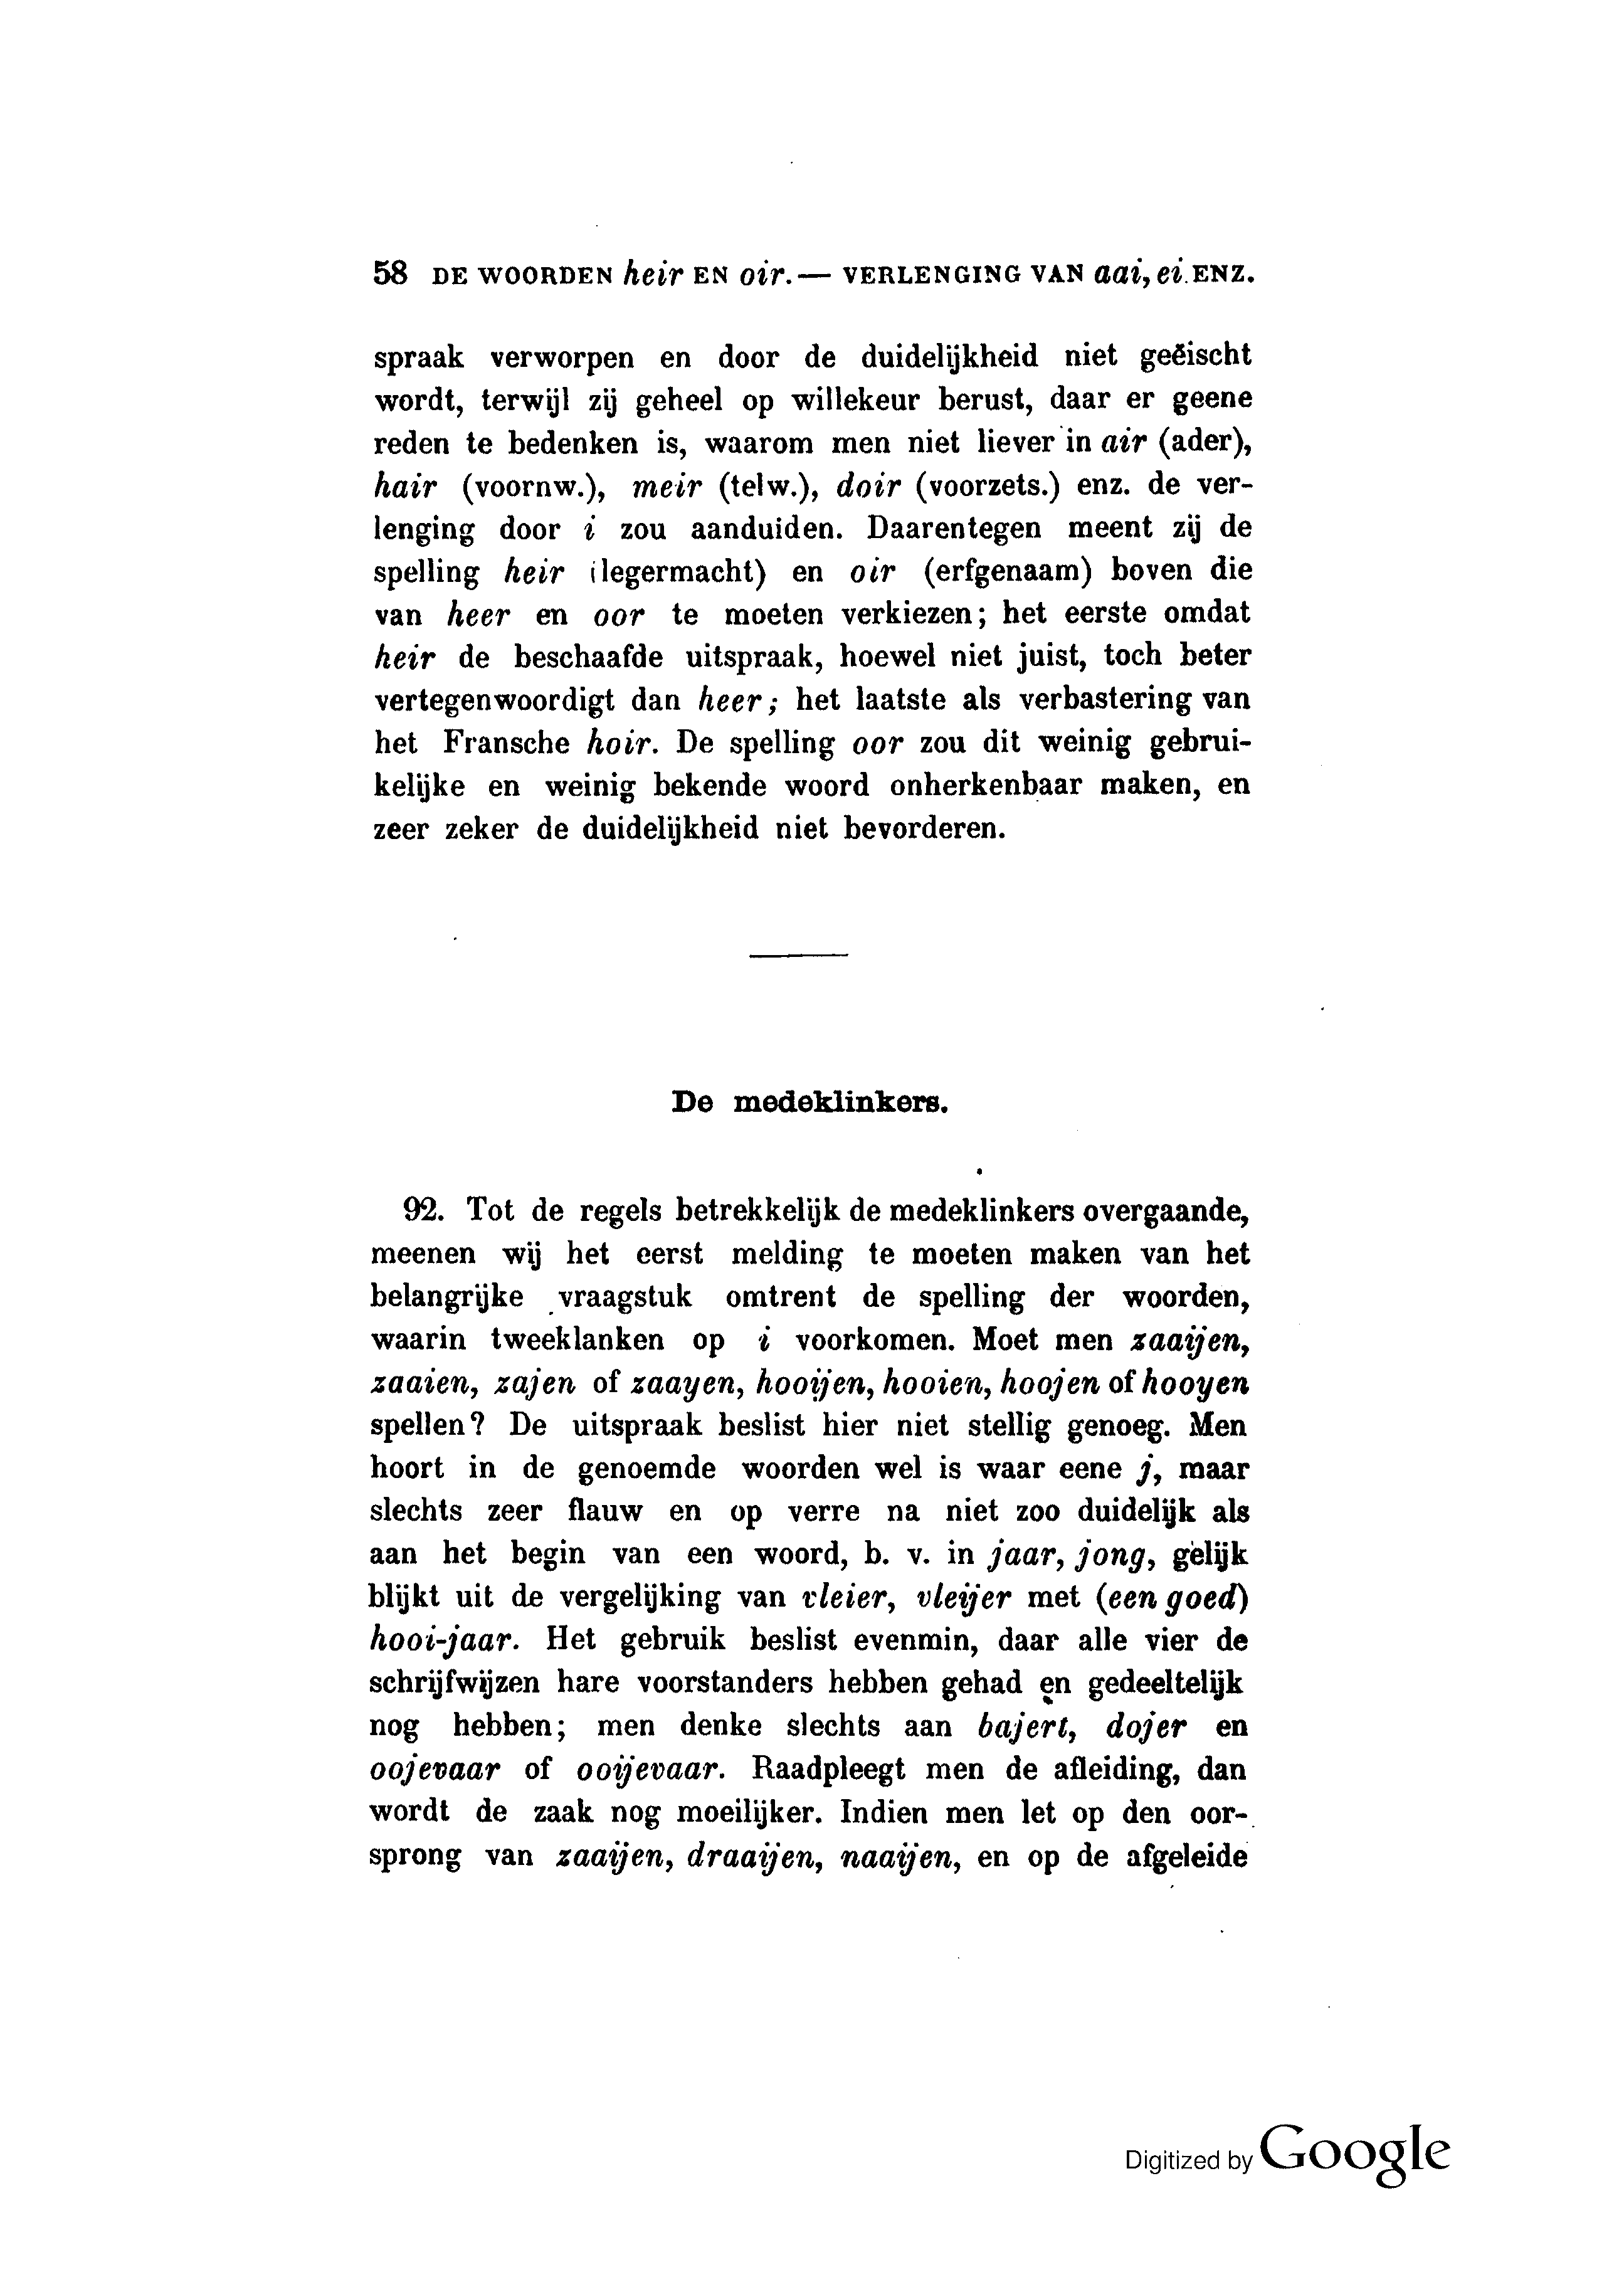 58 DE WOORDEN heir EN oir.— VERLENGING VAN aai, ei.ENZ.
spraak verworpen en door de duidelijkheid niet geëischt
wordt, terwijl zij geheel op willekeur berust, daar er geene
reden te bedenken is, waarom men niet liever in air (ader),
hair (voornw.), meir (telw.), doir (voorzets.) enz. de ver-
lenging door i zou aanduiden. Daarentegen meent zij de
spelling heir (legermacht) en oir (erfgenaam) boven die
van heer en oor te moeten verkiezen; het eerste omdat
heir de beschaafde uitspraak, hoewel niet juist, toch beter
vertegenwoordigt dan heer; het laatste als verbastering van
het Fransche hoir. De spelling oor zou dit weinig gebrui-
kelijke en weinig bekende woord onherkenbaar maken, en
zeer zeker de duidelijkheid niet bevorderen.
De medeklinkers.
92. Tot de regels betrekkelijk de medeklinkers overgaande,
meenen wij het eerst melding te moeten maken van het
belangrijke vraagstuk omtrent de spelling der woorden,
waarin tweeklanken op i voorkomen. Moet men zaaijen,
zaaien, zajen of zaayen, hooijen, hooien, hoojen of hooyen
spellen? De uitspraak beslist hier niet stellig genoeg. Men
hoort in de genoemde woorden wel is waar eene j, maar
slechts zeer flauw en op verre na niet zoo duidelijk als
aan het begin van een woord, b. v. in jaar, jong, gelijk
blijkt uit de vergelijking van vleier, vleijer met (een goed)
hooi-jaar. Het gebruik beslist evenmin, daar alle vier de
schrijfwijzen hare voorstanders hebben gehad en gedeeltelijk
nog hebben; men denke slechts aan bajert, dojer en
oojevaar of ooijevaar. Raadpleegt men de afleiding, dan
wordt de zaak nog moeilijker. Indien men let op den oor-
sprong van zaaijen, draaijen, naaijen, en op de afgeleide
Digitized by Google